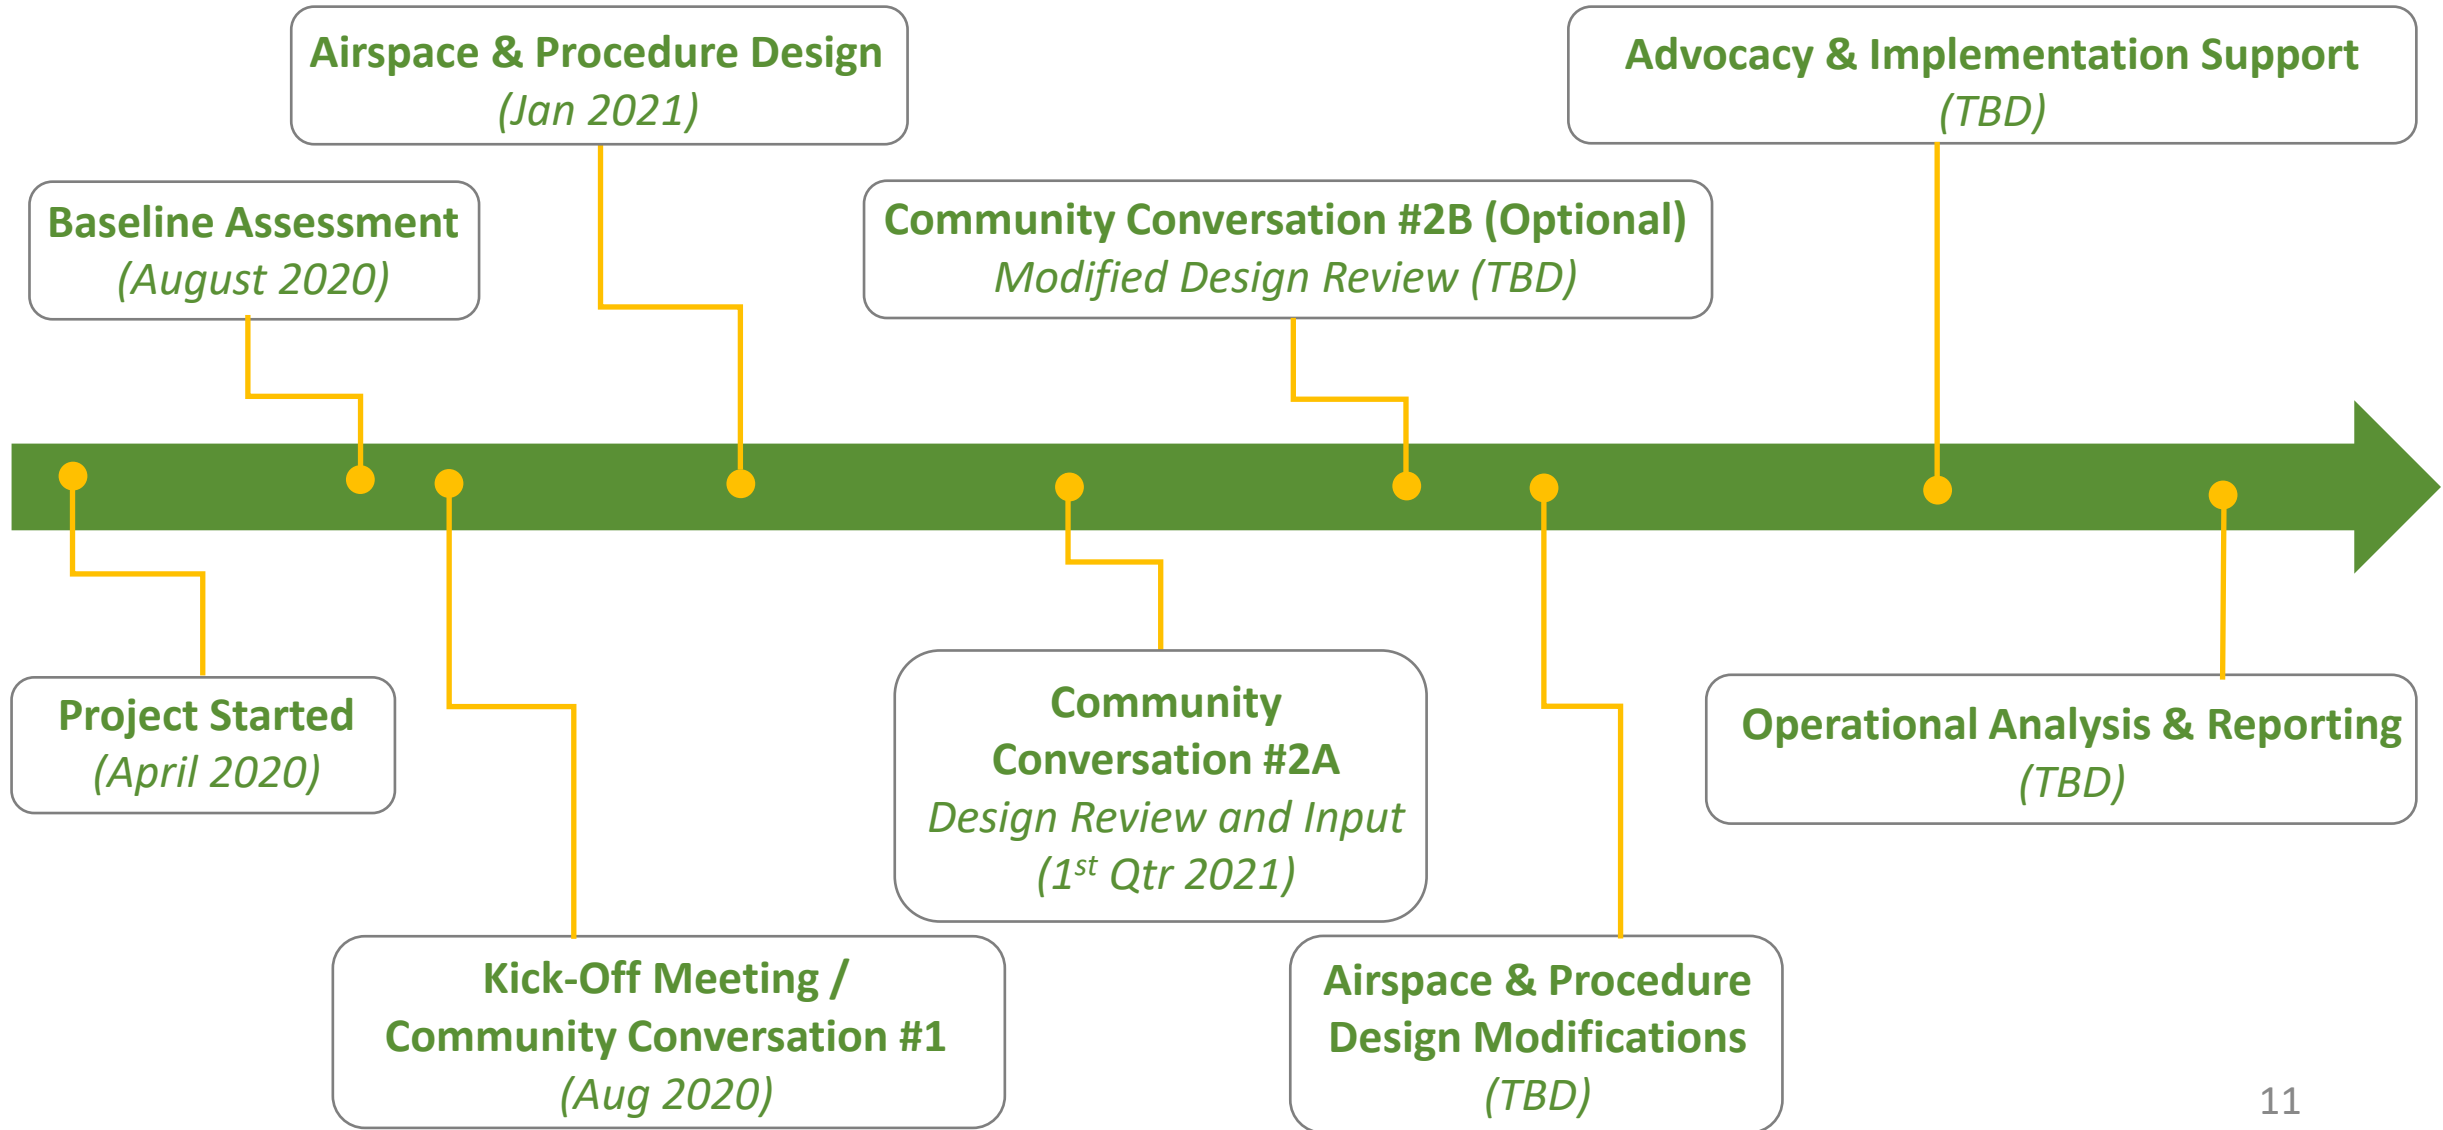 Airspace & Procedure Design
(Jan 2021)
Advocacy & Implementation Support
(TBD)
Baseline Assessment
(August 2020)
Community Conversation #2B (Optional)
Modified Design Review (TBD)
Project Started
(April 2020)
Community
Conversation #2A
Design Review and Input
(1st Qtr 2021)
Operational Analysis & Reporting
(TBD)
Kick-Off Meeting /
Community Conversation #1
(Aug 2020)
Airspace & Procedure
Design Modifications
(TBD)
11